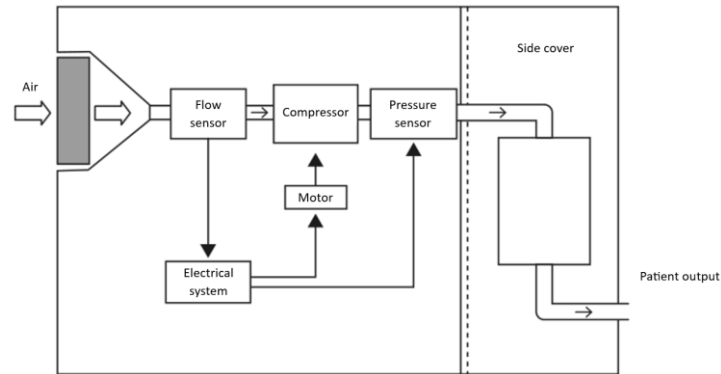 Side cover
Air
Flow
sensor
Compressor
Pressure
sensor
Motor
Electrical
system
Patient output